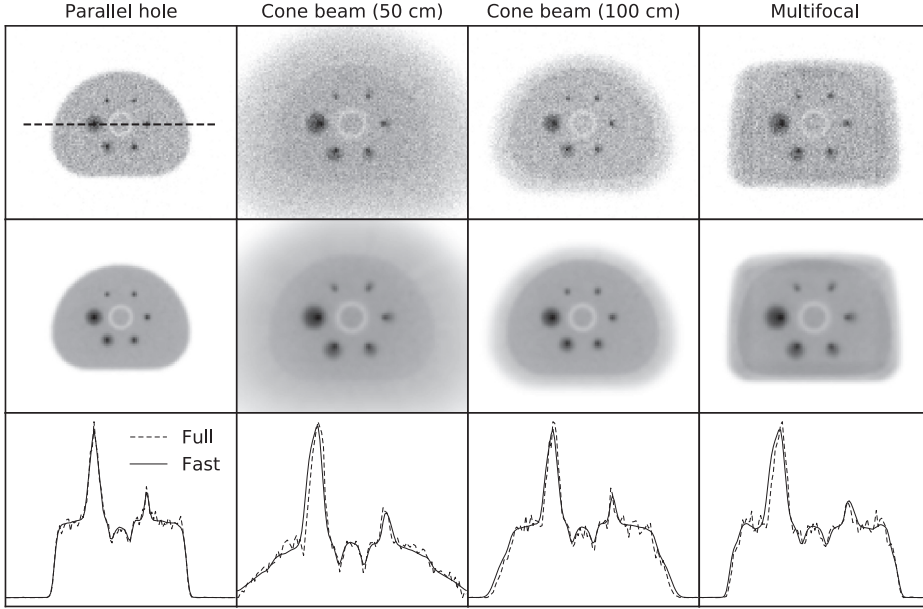 Parallel hole
Cone beam (50 cm)
Cone beam (100 cm)
Multifocal
Full
Fast